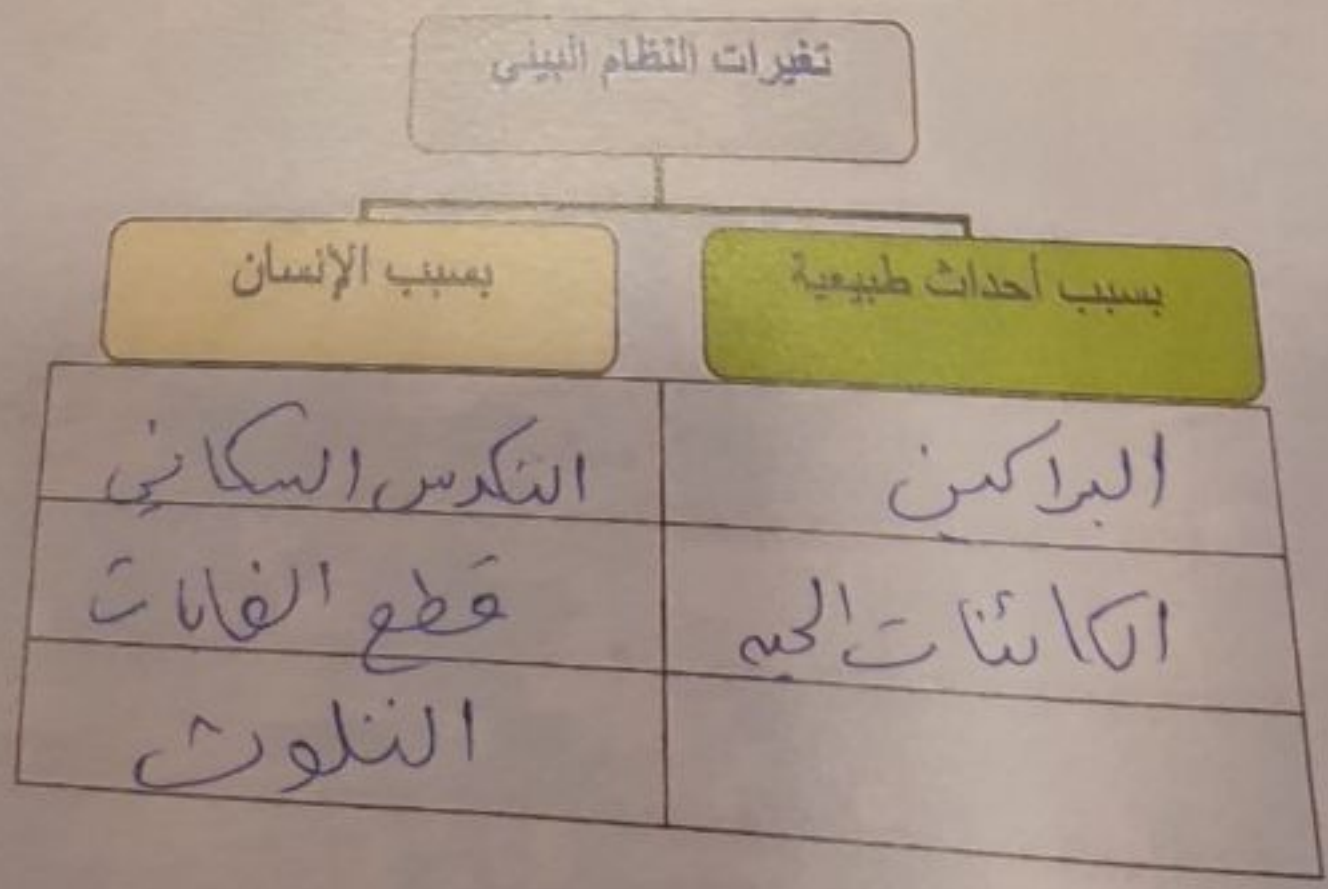 تغيرات النظام البيئي
بسبب أحداث طبيعية
بسبب الإنسان
البراكين
التكدس السكاني
الكائنات الحيه
قطع الغابات
التلوث